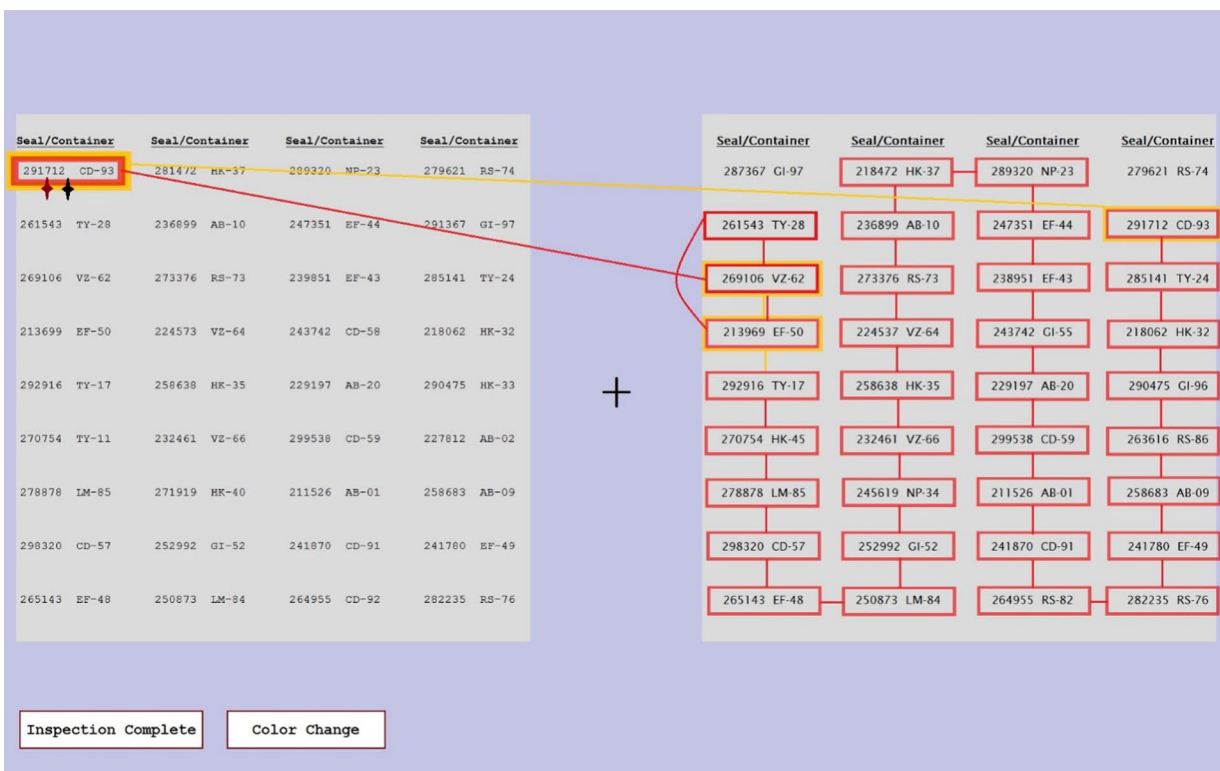 Seal/Container Seal/Container Seal/Container Seal/Container Seal/Container Seal/Container Seal/Container Seal/Container
291712 CD-93 281472 HK-37 289320 NP-23 279621 RS-74 287367 GI-97 218472 HK-37 289320 NP-23 279621 RS-74
261543 TY-28 236899 AB-10 247351 EF-44 291367 GI-97 261543 TY-28 236899 AB-10 247351 EF-44 291712 CD-93
269106 VZ-62 273376 RS-73 239851 EF-43 285141 TY-24 269106 VZ-62 273376 RS-73 238951 EF-43 285141 TY-24
213699 EF-50 224573 VZ-64 243742 CD-58 218062 HK-32 213969 EF-50 224537 VZ-64 243742 GI-55 218062 HK-32
292916 TY-17 258638 HK-35 229197 AB-20 290475 HK-33 292916 TY-17 258638 HK-35 229197 AB-20 290475 GI-96
270754 TY-11 232461 VZ-66 299538 CD-59 227812 AB-02 270754 HK-45 232461 VZ-66 299538 CD-59 263616 RS-86
278878 LM-85 271919 HK-40 211526 AB-01 258683 AB-09 278878 LM-85 245619 NP-34 211526 AB-01 258683 AB-09
298320 CD-57 252992 GI-52 241870 CD-91 241780 EF-49 298320 CD-57 252992 GI-52 241870 CD-91 241780 EF-49
265143 EF-48 250873 LM-84 264955 CD-92 282235 RS-76 265143 EF-48 250873 LM-84 264955 RS-82 282235 RS-76
Inspection Complete Color Change